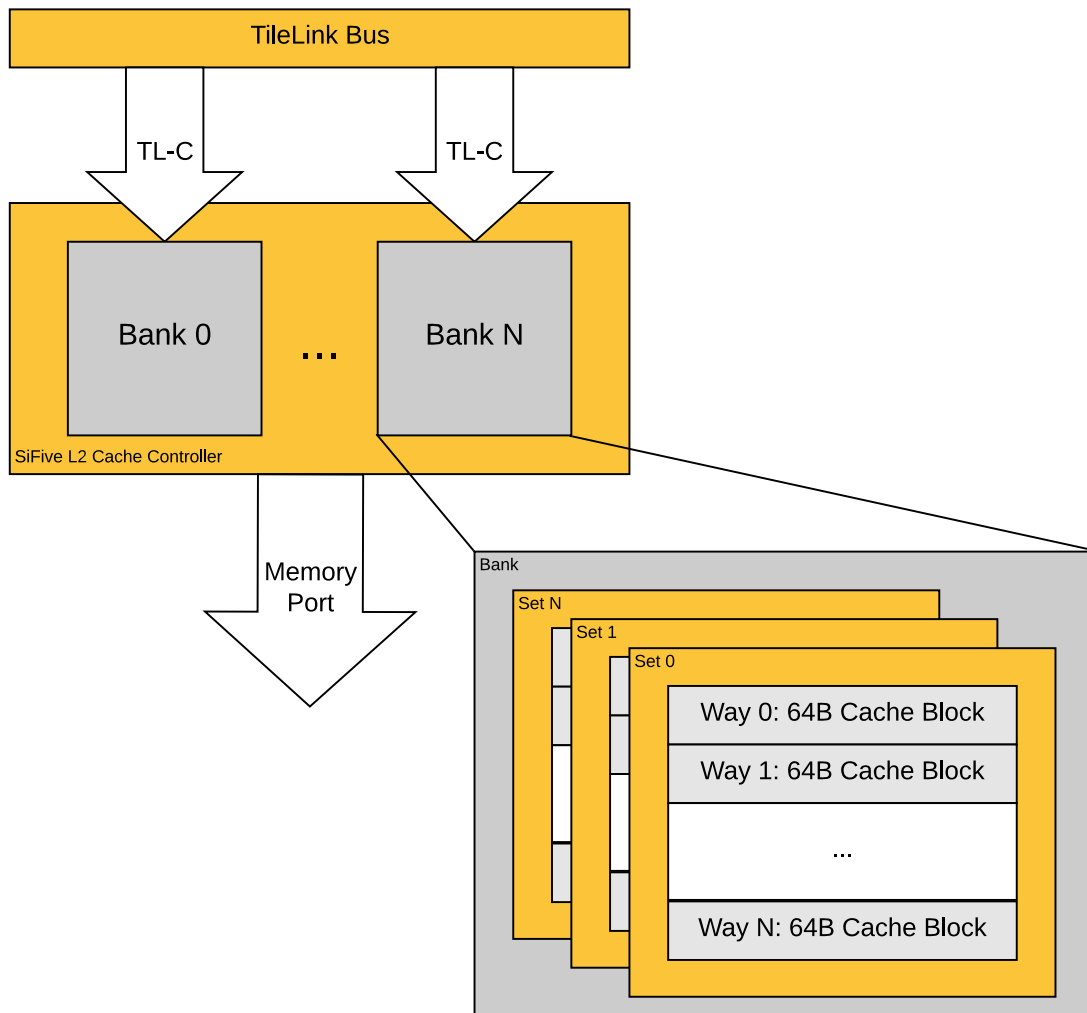 TileLink Bus
TL-C
TL-C
Bank 0
...
Bank N
SiFive L2 Cache Controller
Memory
Port
Bank
Set N
Set 1
Set 0
Way 0: 64B Cache Block
Way 1: 64B Cache Block
...
Way N: 64B Cache Block